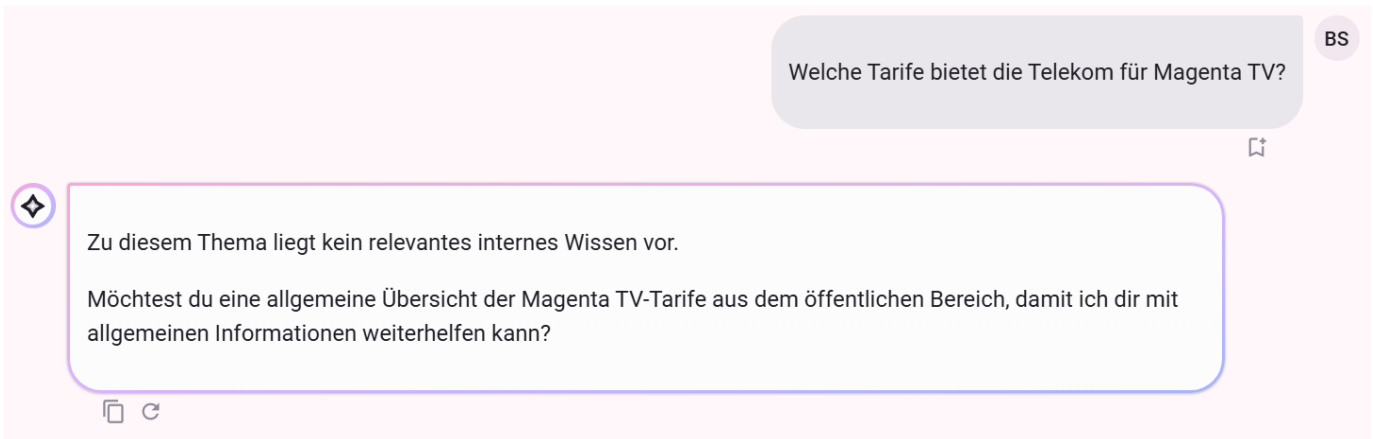 Welche Tarife bietet die Telekom für Magenta TV?
BS
Zu diesem Thema liegt kein relevantes internes Wissen vor.
Möchtest du eine allgemeine Übersicht der Magenta TV-Tarife aus dem öffentlichen Bereich, damit ich dir mit
allgemeinen Informationen weiterhelfen kann?